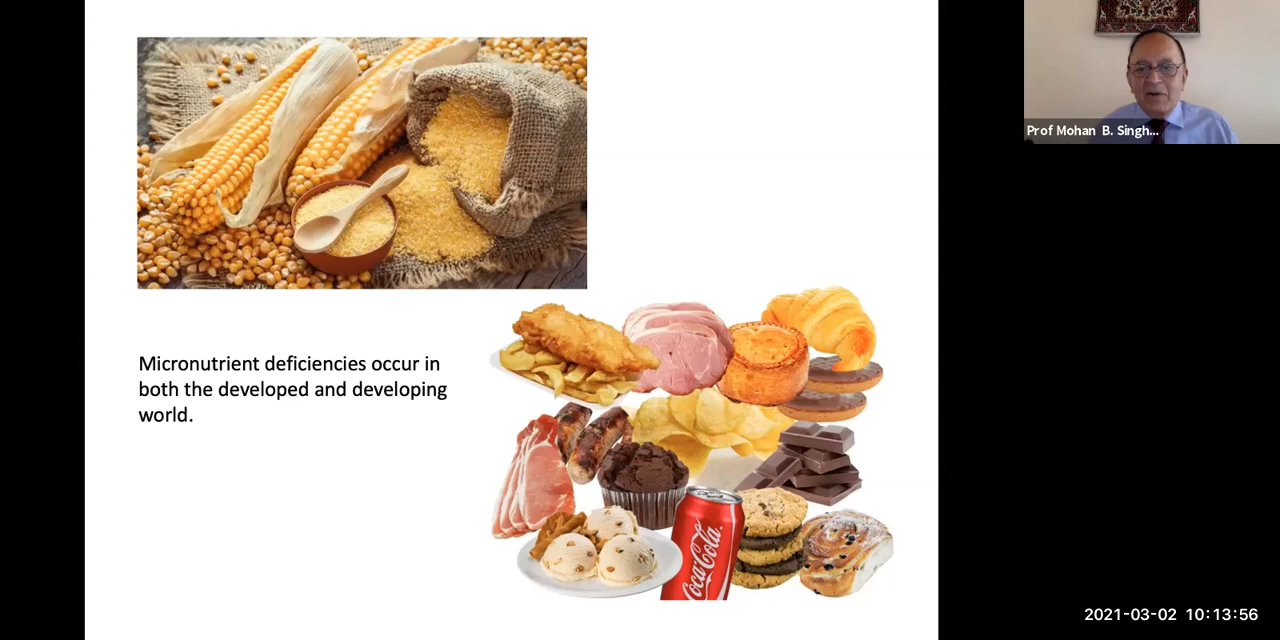 Prof Mohan B. Singh...
Micronutrient deficiencies occur in
both the developed and developing
world.
Coca-Cola
2021-03-02 10:13:56